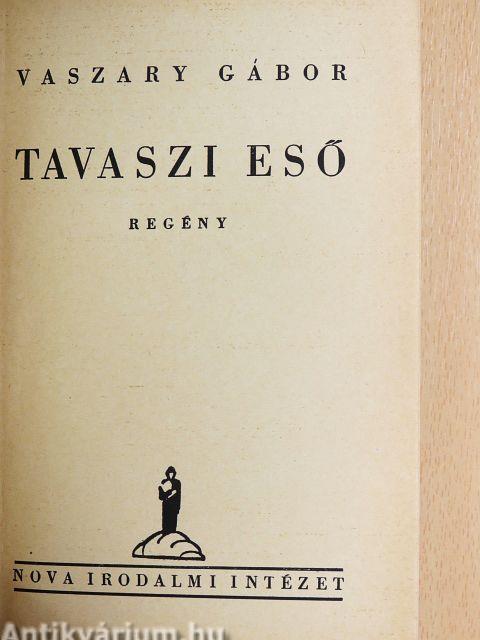 VASZARY GÁBOR
TAVASZI ESŐ
REGÉNY
NOVA IRODALMI INTÉZET
Antikvárium.hu